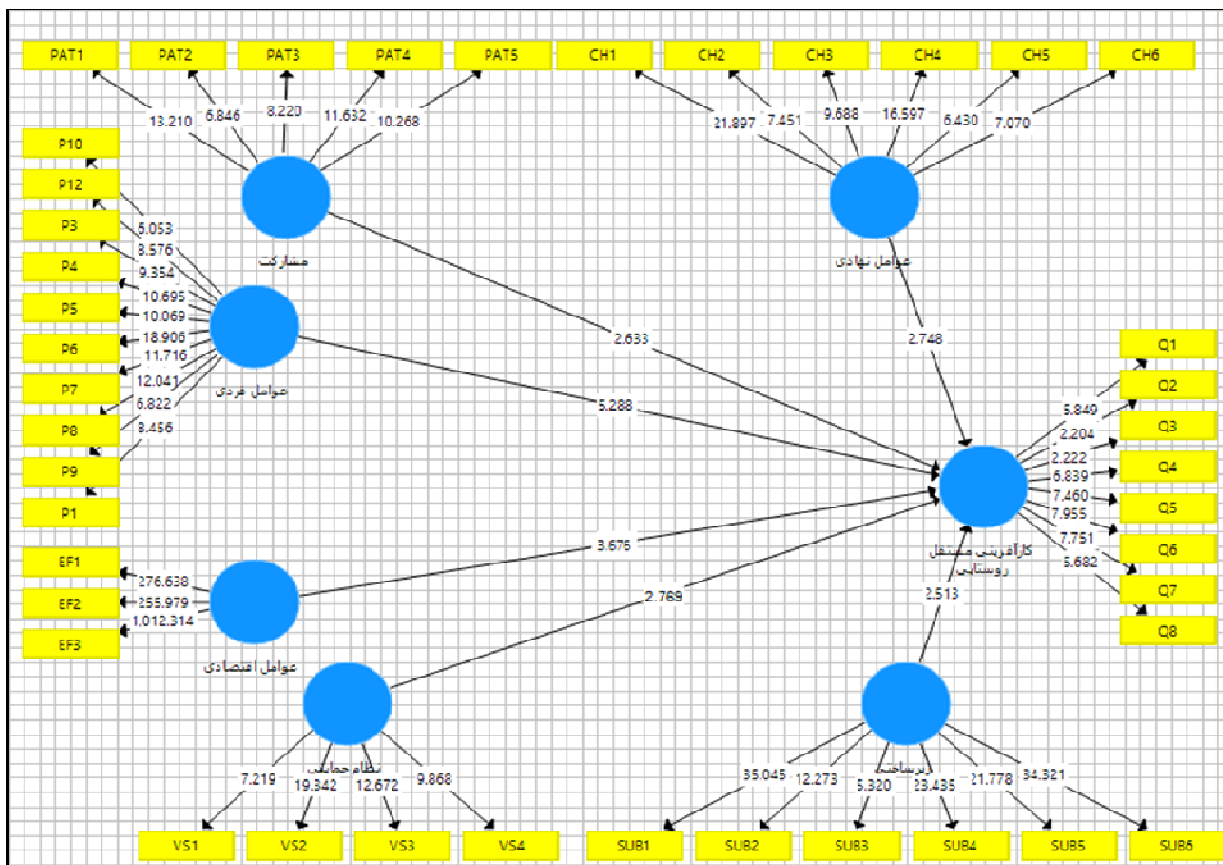 PAT1 PAT2 PAT3 PAT4 PAT5 CH1 CH2 CH3 CH4 CH5 CH6
13.210 6.846 8.220 11.632 10.268 21.897 7.451 9.688 16.597 6.430 7.070
P10
P12
P3
P4
P5
P6
P7
P8
P9
P1
5.053
8.576
9.354
10.695
10.069
18.906
11.716
12.041
6.822
8.456
مشارکت
عوامل نهادی
عوامل فردی
2.633
2.748
5.288
3.676
2.769
2.513
Q1
Q2
Q3
Q4
Q5
Q6
Q7
Q8
5.849
2.204
2.222
6.839
7.460
7.955
7.751
5.682
کارآفرینی مستقل
روستایی
EF1
EF2
EF3
276.638
255.979
1,012.314
عوامل اقتصادی
نظام حمایتی
زیرساختی
7.219 19.342 12.672 9.868
35.045 12.273 5.320 23.435 21.778 34.321
VS1 VS2 VS3 VS4 SUB1 SUB2 SUB3 SUB4 SUB5 SUB6